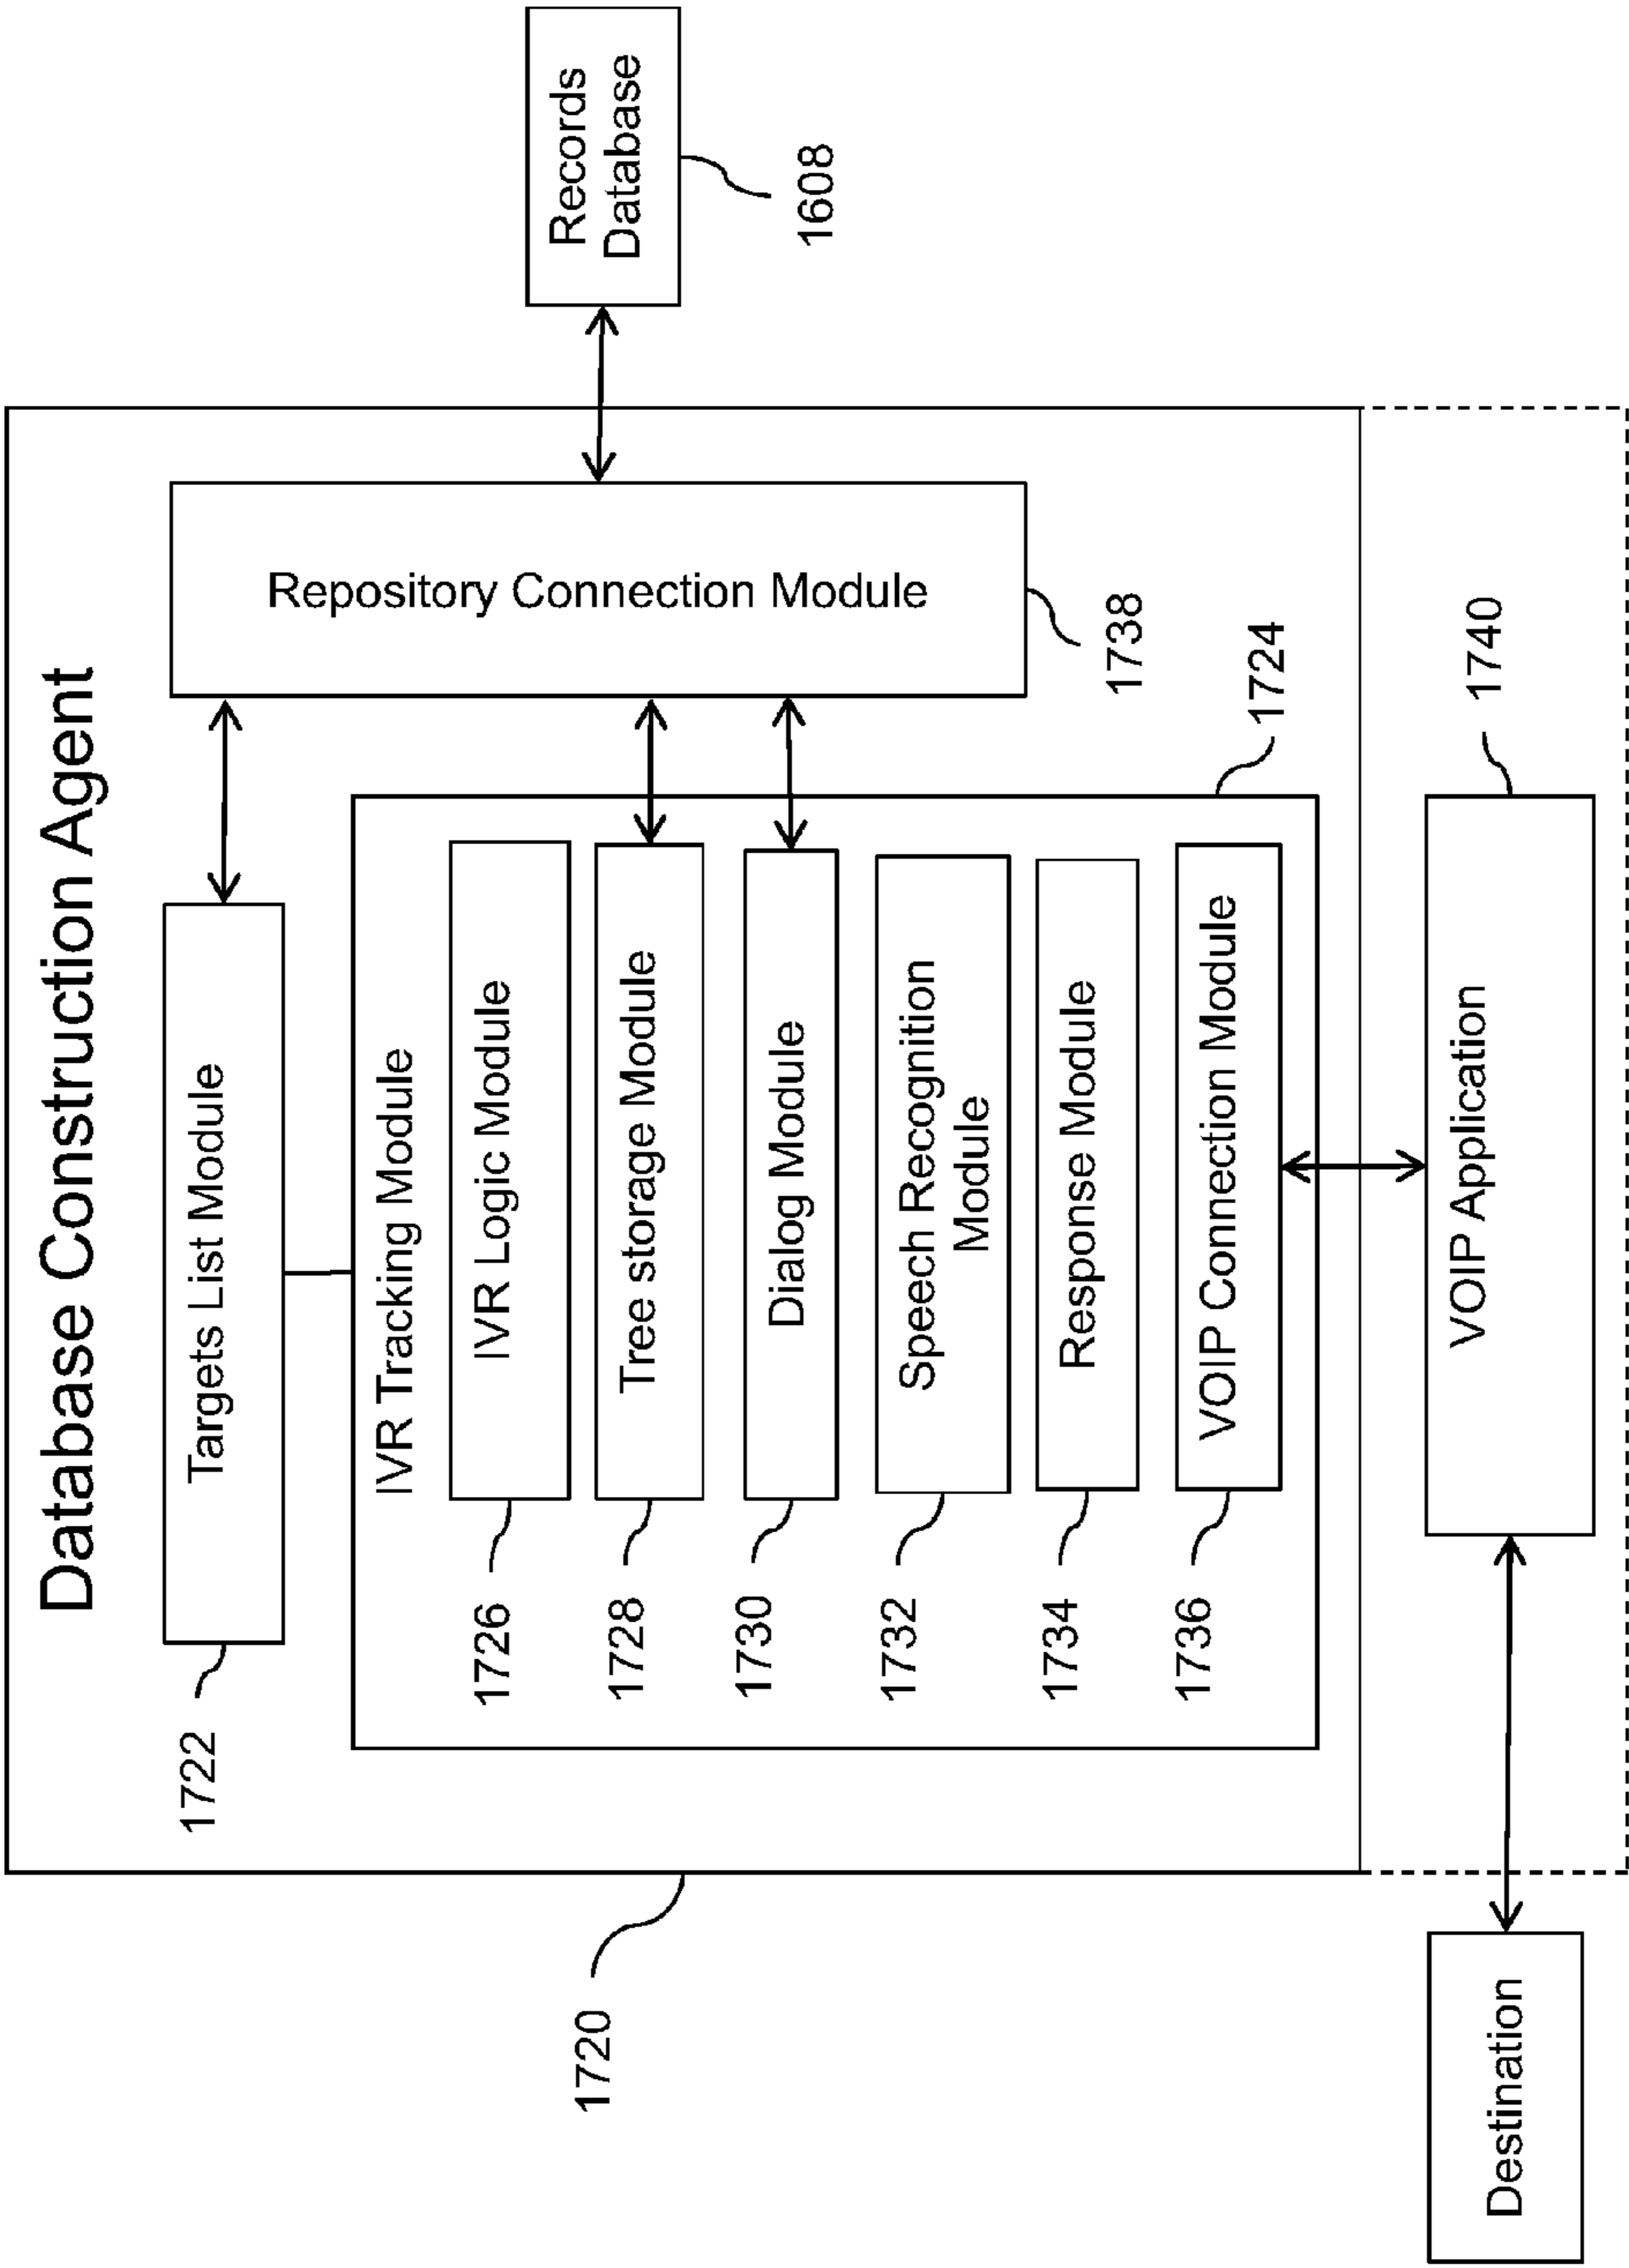 Database Construction Agent
1722
Targets List Module
IVR Tracking Module
1726
IVR Logic Module
1728
Tree storage Module
1730
Dialog Module
1732
Speech Recognition
Module
1734
Response Module
1736
VOIP Connection Module
1724
Repository Connection Module
1738
Records
Database
1608
1720
VOIP Application
1740
Destination